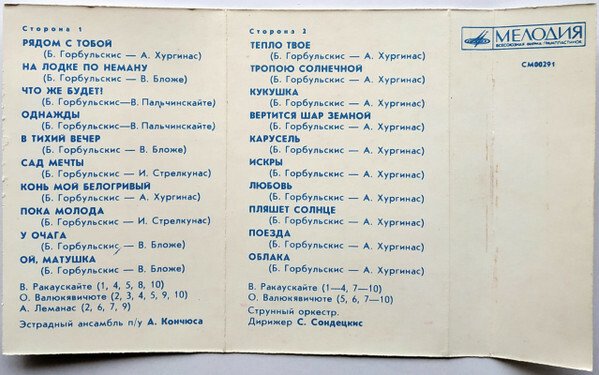 Сторона 1
РЯДОМ С ТОБОЙ
(Б. Горбульскис — А. Хургинас)
НА ЛОДКЕ ПО НЕМАНУ
(Б. Горбульскис — В. Бложе)
ЧТО ЖЕ БУДЕТ!
(Б. Горбульскис—В. Пальчинскайте)
ОДНАЖДЫ
(Б. Горбульскис—В. Пальчинскайте)
В ТИХИЙ ВЕЧЕР
(Б. Горбульскис — В. Бложе)
САД МЕЧТЫ
(Б. Горбульскис — И. Стрелкунас)
КОНЬ МОЙ БЕЛОГРИВЫЙ
(Б. Горбульскис — А. Хургинас)
ПОКА МОЛОДА
(Б. Горбульскис — И. Стрелкунас)
У ОЧАГА
(Б. Горбульскис — В. Бложе)
ОЙ, МАТУШКА
(Б. Горбульскис — В. Бложе)
В. Ракаускайте (1, 4, 5, 8, 10)
О. Валюкявичюте (2, 3, 4, 5, 9, 10)
А. Леманас (2, 6, 7, 9)
Эстрадный ансамбль п/у А. Кончюса
Сторона 2
ТЕПЛО ТВОЕ
(Б. Горбульскис — А. Хургинас)
ТРОПОЮ СОЛНЕЧНОЙ
(Б. Горбульскис — А. Хургинас)
КУКУШКА
(Б. Горбульскис — А. Хургинас)
ВЕРТИТСЯ ШАР ЗЕМНОЙ
(Б. Горбульскис — А. Хургинас)
КАРУСЕЛЬ
(Б. Горбульскис — А. Хургинас)
ИСКРЫ
(Б. Горбульскис — А. Хургинас)
ЛЮБОВЬ
(Б. Горбульскис — А. Хургинас)
ПЛЯШЕТ СОЛНЦЕ
(Б. Горбульскис — А. Хургинас)
ПОЕЗДА
(Б. Горбульскис — А. Хургинас)
ОБЛАКА
(Б. Горбульскис — А. Хургинас)
В. Ракаускайте (1—4, 7—10)
О. Валюкявичюте (5, 6, 7—10)
Струнный оркестр.
Дирижер С. Сондецкис
МЕЛОДИЯ
ВСЕСОЮЗНАЯ ФИРМА ГРАМПЛАСТИНОК
СМ00291